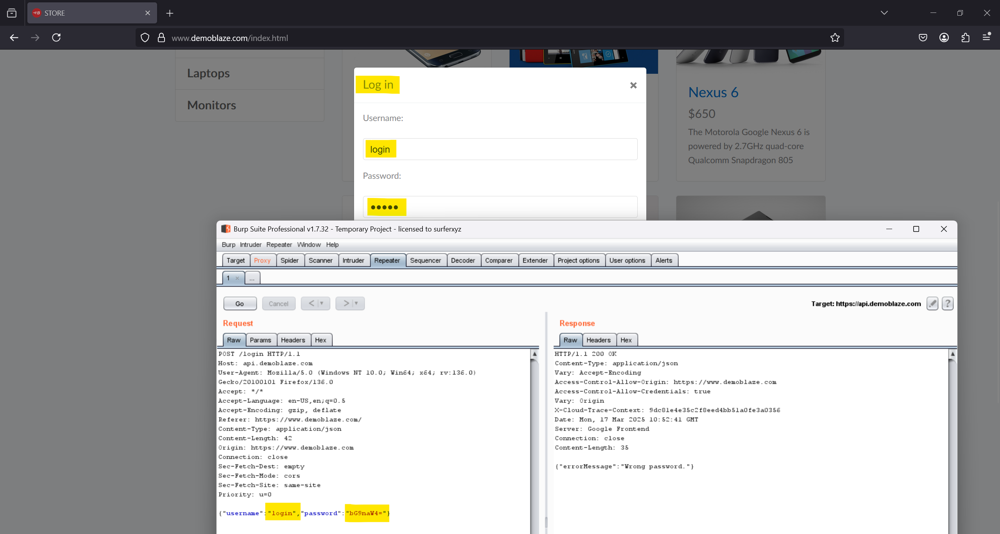 STORE
www.demoblaze.com/index.html
Laptops
Monitors
Log in
Username:
login
Password:
Nexus 6
$650
The Motorola Google Nexus 6 is
powered by 2.7GHz quad-core
Qualcomm Snapdragon 805
Burp Suite Professional v1.7.32 - Temporary Project - licensed to surferxyz
Burp Intruder Repeater Window Help
Target Proxy Spider Scanner Intruder Repeater Sequencer Decoder Comparer Extender Project options User options Alerts
1 × ...
Go Cancel < >
Target: https://api.demoblaze.com ?
Request
Raw Params Headers Hex
POST /login HTTP/1.1
Host: api.demoblaze.com
User-Agent: Mozilla/5.0 (Windows NT 10.0; Win64; x64; rv:136.0)
Gecko/20100101 Firefox/136.0
Accept: */*
Accept-Language: en-US,en;q=0.5
Accept-Encoding: gzip, deflate
Referer: https://www.demoblaze.com/
Content-Type: application/json
Content-Length: 42
Origin: https://www.demoblaze.com
Connection: close
Sec-Fetch-Dest: empty
Sec-Fetch-Mode: cors
Sec-Fetch-Site: same-site
Priority: u=0
{"username":"login","password":"bG9naW4="}
Response
Raw Headers Hex
HTTP/1.1 200 OK
Content-Type: application/json
Vary: Accept-Encoding
Access-Control-Allow-Origin: https://www.demoblaze.com
Access-Control-Allow-Credentials: true
Vary: Origin
X-Cloud-Trace-Context: 9dc81e4e35c2f8eed4bb51a0fe3a0356
Date: Mon, 17 Mar 2025 10:52:41 GMT
Server: Google Frontend
Connection: close
Content-Length: 35
{"errorMessage":"Wrong password."}